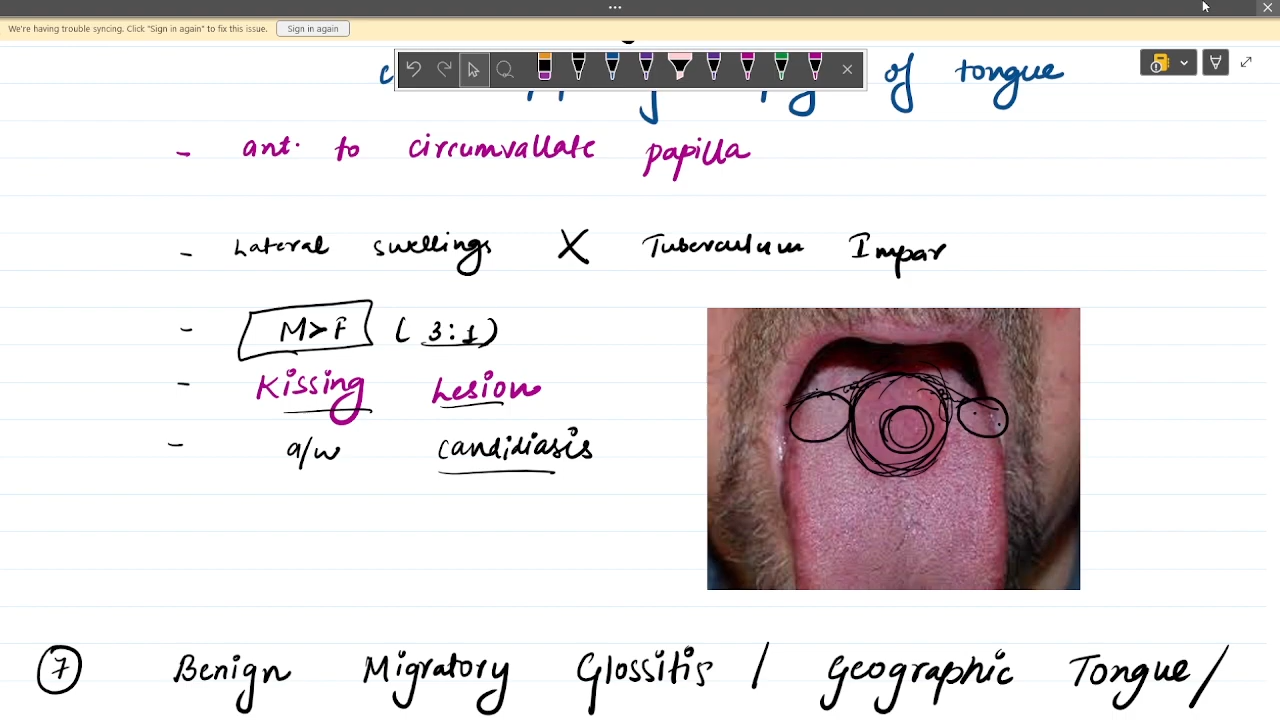 We're having trouble syncing. Click "Sign in again" to fix this issue. Sign in again
of tongue
- ant. to circumvallate papilla
- Lateral swellings X Tuberculum Impar
- M>F (3:1)
- Kissing Lesion
- a/w candidiasis
7 Benign Migratory Glossitis / Geographic Tongue/